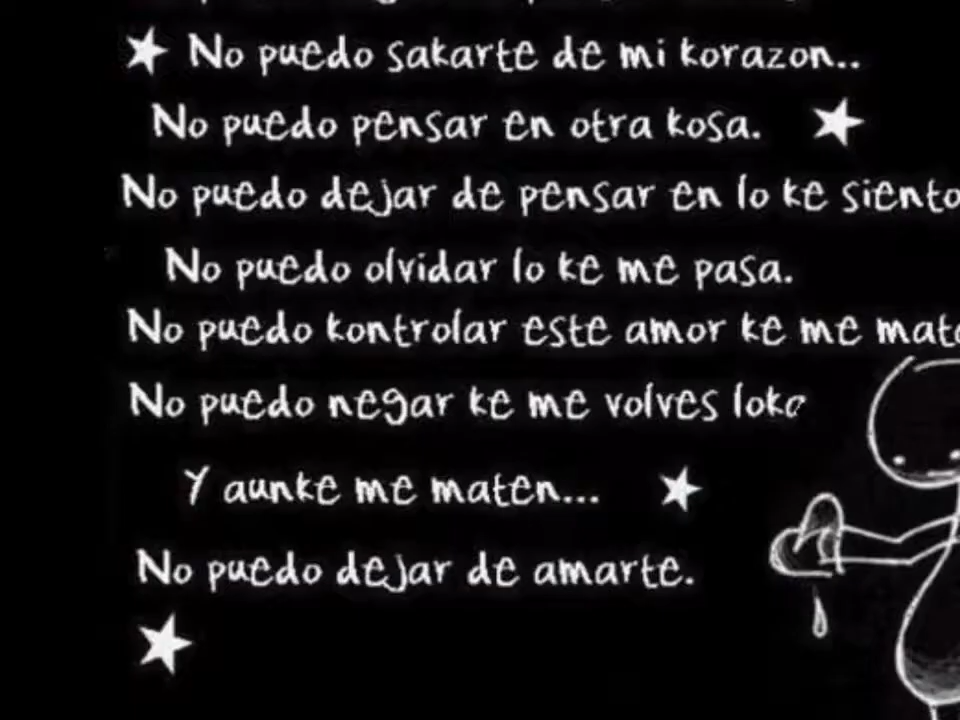 No puedo sakarte de mi korazon..
No puedo pensar en otra kosa.
No puedo dejar de pensar en lo ke siento
No puedo olvidar lo ke me pasa.
No puedo kontrolar este amor ke me mata
No puedo negar ke me volves loko
Y aunke me maten...
No puedo dejar de amarte.